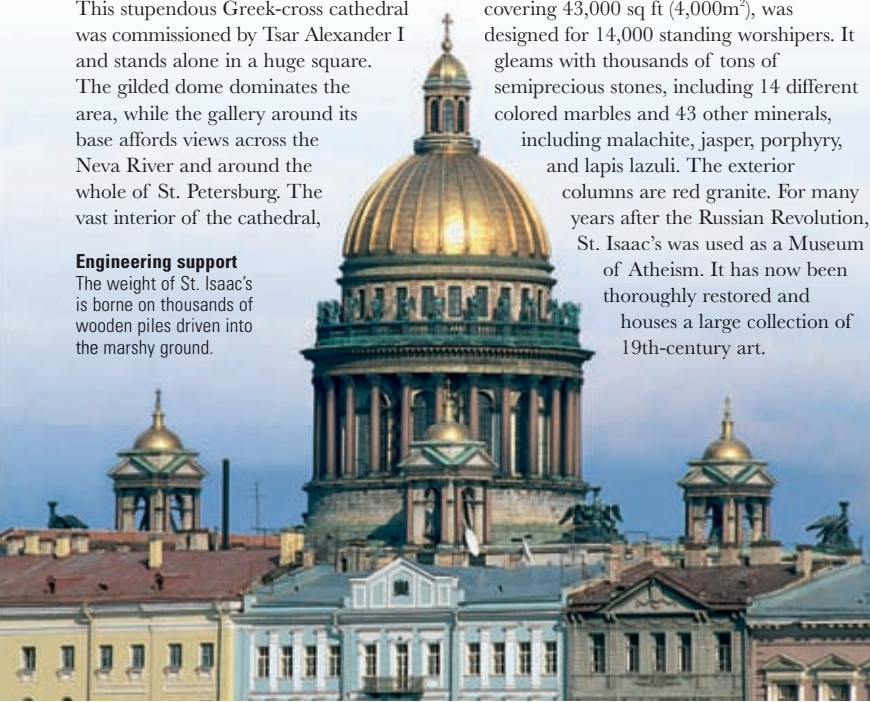 This stupendous Greek-cross cathedral
was commissioned by Tsar Alexander I
and stands alone in a huge square.
The gilded dome dominates the
area, while the gallery around its
base affords views across the
Neva River and around the
whole of St. Petersburg. The
vast interior of the cathedral,
Engineering support
The weight of St. Isaac's
is borne on thousands of
wooden piles driven into
the marshy ground.
covering 43,000 sq ft (4,000m²), was
designed for 14,000 standing worshipers. It
gleams with thousands of tons of
semiprecious stones, including 14 different
colored marbles and 43 other minerals,
including malachite, jasper, porphyry,
and lapis lazuli. The exterior
columns are red granite. For many
years after the Russian Revolution,
St. Isaac's was used as a Museum
of Atheism. It has now been
thoroughly restored and
houses a large collection of
19th-century art.